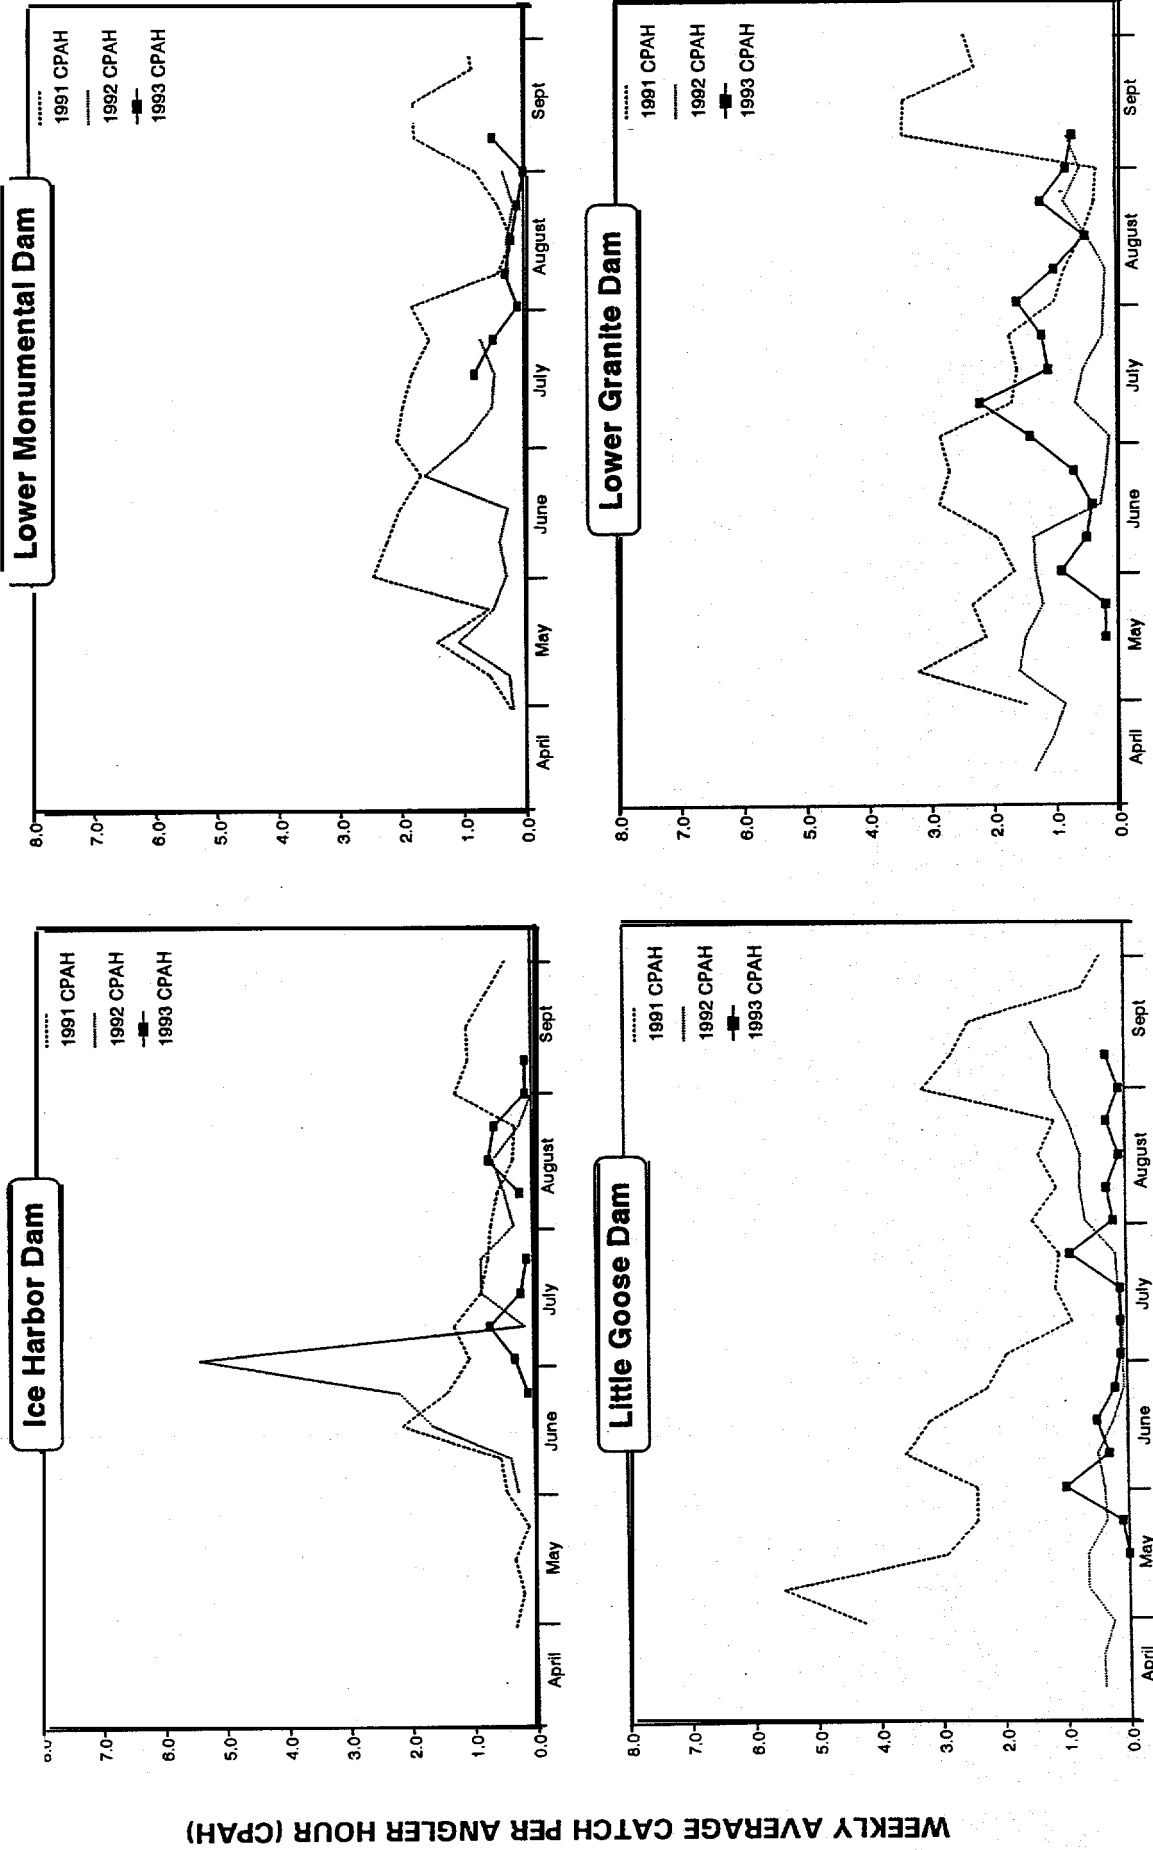 WEEKLY AVERAGE CATCH PER ANGLER HOUR (CPAH)
Ice Harbor Dam
1991 CPAH
1992 CPAH
1993 CPAH
7.0
6.0
5.0
4.0
3.0
2.0
1.0
0.0
April May June July August Sept
Lower Monumental Dam
1991 CPAH
1992 CPAH
1993 CPAH
8.0
7.0
6.0
5.0
4.0
3.0
2.0
1.0
0.0
April May June July August Sept
Little Goose Dam
1991 CPAH
1992 CPAH
1993 CPAH
8.0
7.0
6.0
5.0
4.0
3.0
2.0
1.0
0.0
April May June July August Sept
Lower Granite Dam
1991 CPAH
1992 CPAH
1993 CPAH
8.0
7.0
6.0
5.0
4.0
3.0
2.0
1.0
0.0
April May June July August Sept